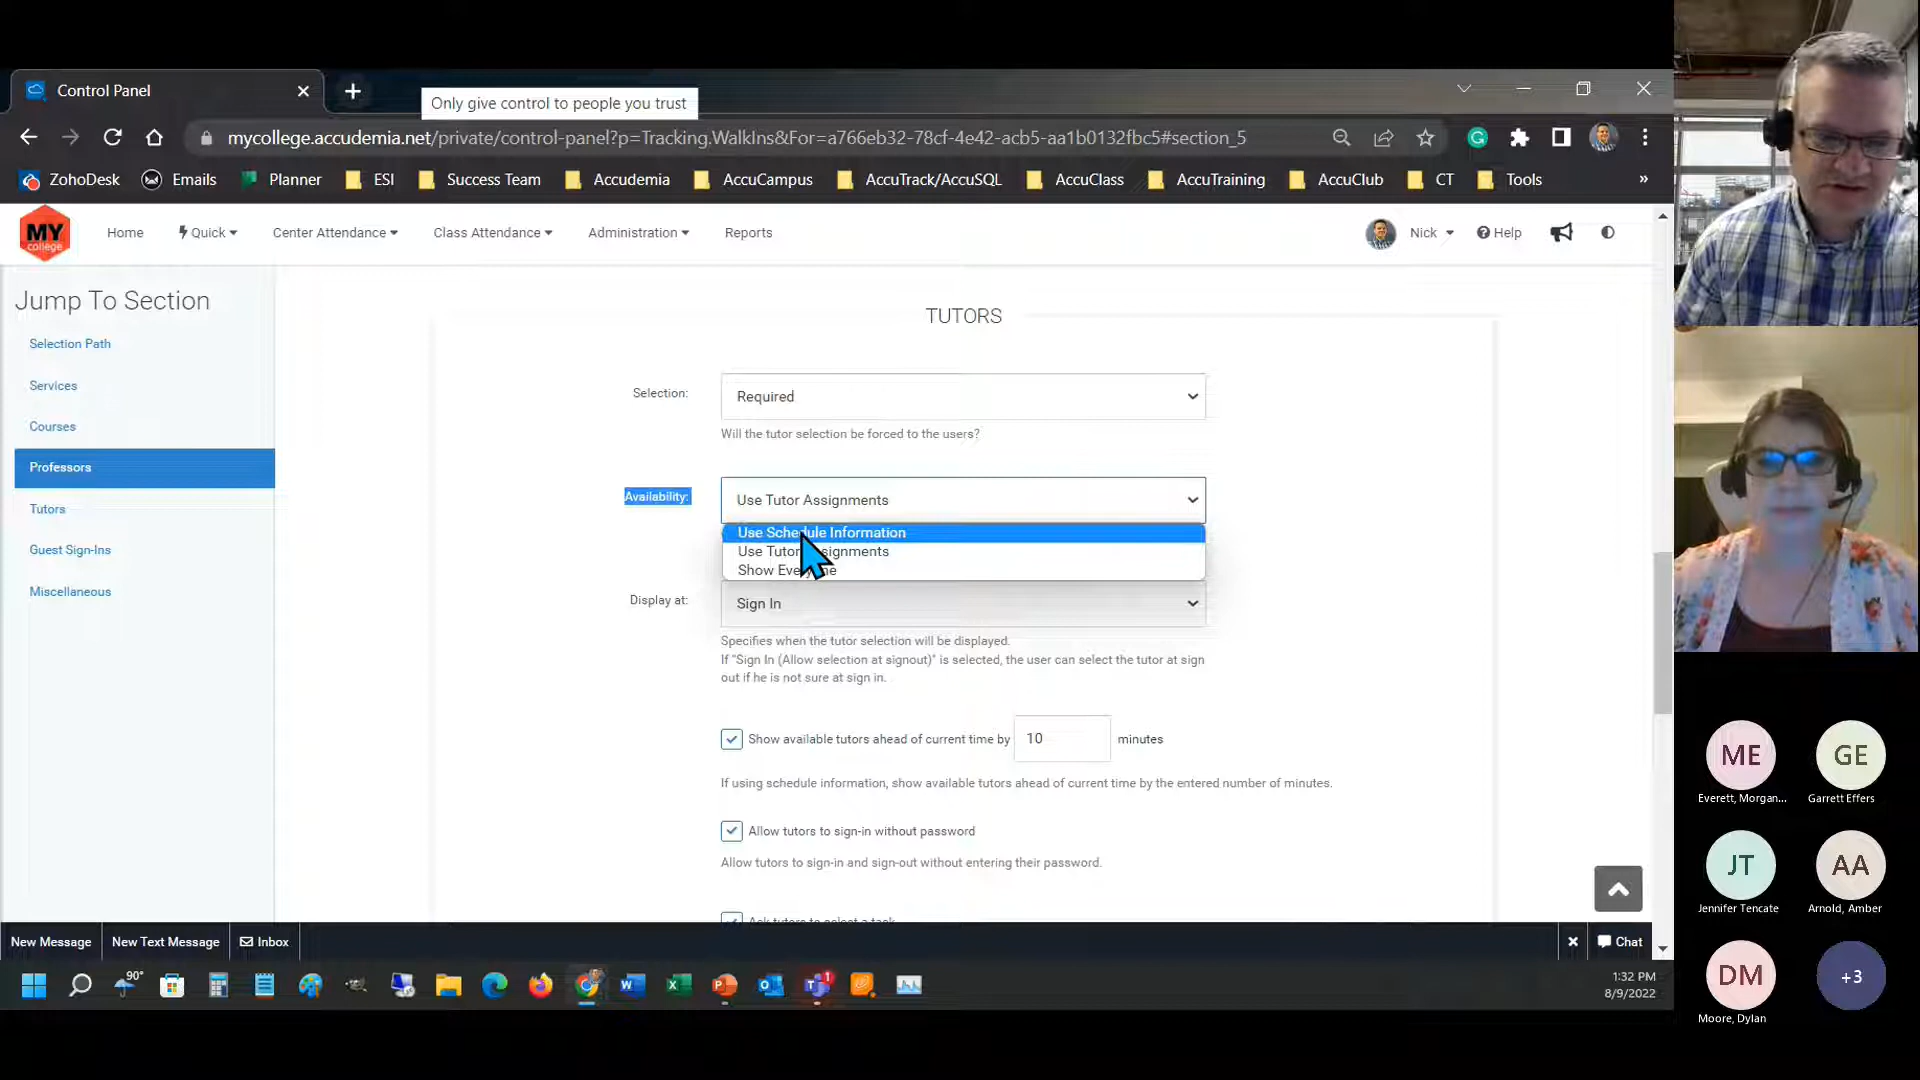 Control Panel
Only give control to people you trust
mycollege.accudemia.net/private/control-panel?p=Tracking.WalkIns&For=a766eb32-78cf-4e42-acb5-aa1b0132fbc5#section_5
ZohoDesk Emails Planner ESI Success Team Accudemia AccuCampus AccuTrack/AccuSQL AccuClass AccuTraining AccuClub CT Tools »
MY college Home Quick Center Attendance Class Attendance Administration Reports Nick Help
Jump To Section
Selection Path
Services
Courses
Professors
Tutors
Guest Sign-Ins
Miscellaneous
TUTORS
Selection: Required
Will the tutor selection be forced to the users?
Availability: Use Tutor Assignments
Use Schedule Information
Use Tutor
Show
Display at: Sign In
Specifies when the tutor selection will be displayed.
If "Sign In (Allow selection at signout)" is selected, the user can select the tutor at sign
out if he is not sure at sign in.
Show available tutors ahead of current time by 10 minutes
If using schedule information, show available tutors ahead of current time by the entered number of minutes.
Allow tutors to sign-in without password
Allow tutors to sign-in and sign-out without entering their password.
Ask tutors to select a task
New Message New Text Message Inbox Chat
90°
1:32 PM
8/9/2022
ME GE
Everett, Morgan... Garrett Effers
JT AA
Jennifer Tencate Arnold, Amber
DM +3
Moore, Dylan